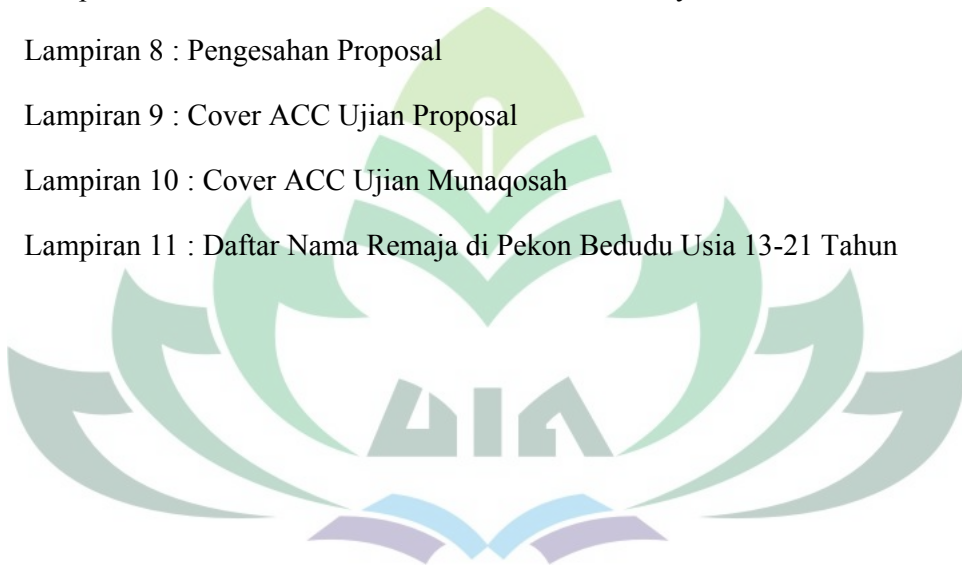 Lampiran 8 : Pengesahan Proposal
Lampiran 9 : Cover ACC Ujian Proposal
Lampiran 10 : Cover ACC Ujian Munaqosah
Lampiran 11 : Daftar Nama Remaja di Pekon Bedudu Usia 13-21 Tahun
UIN